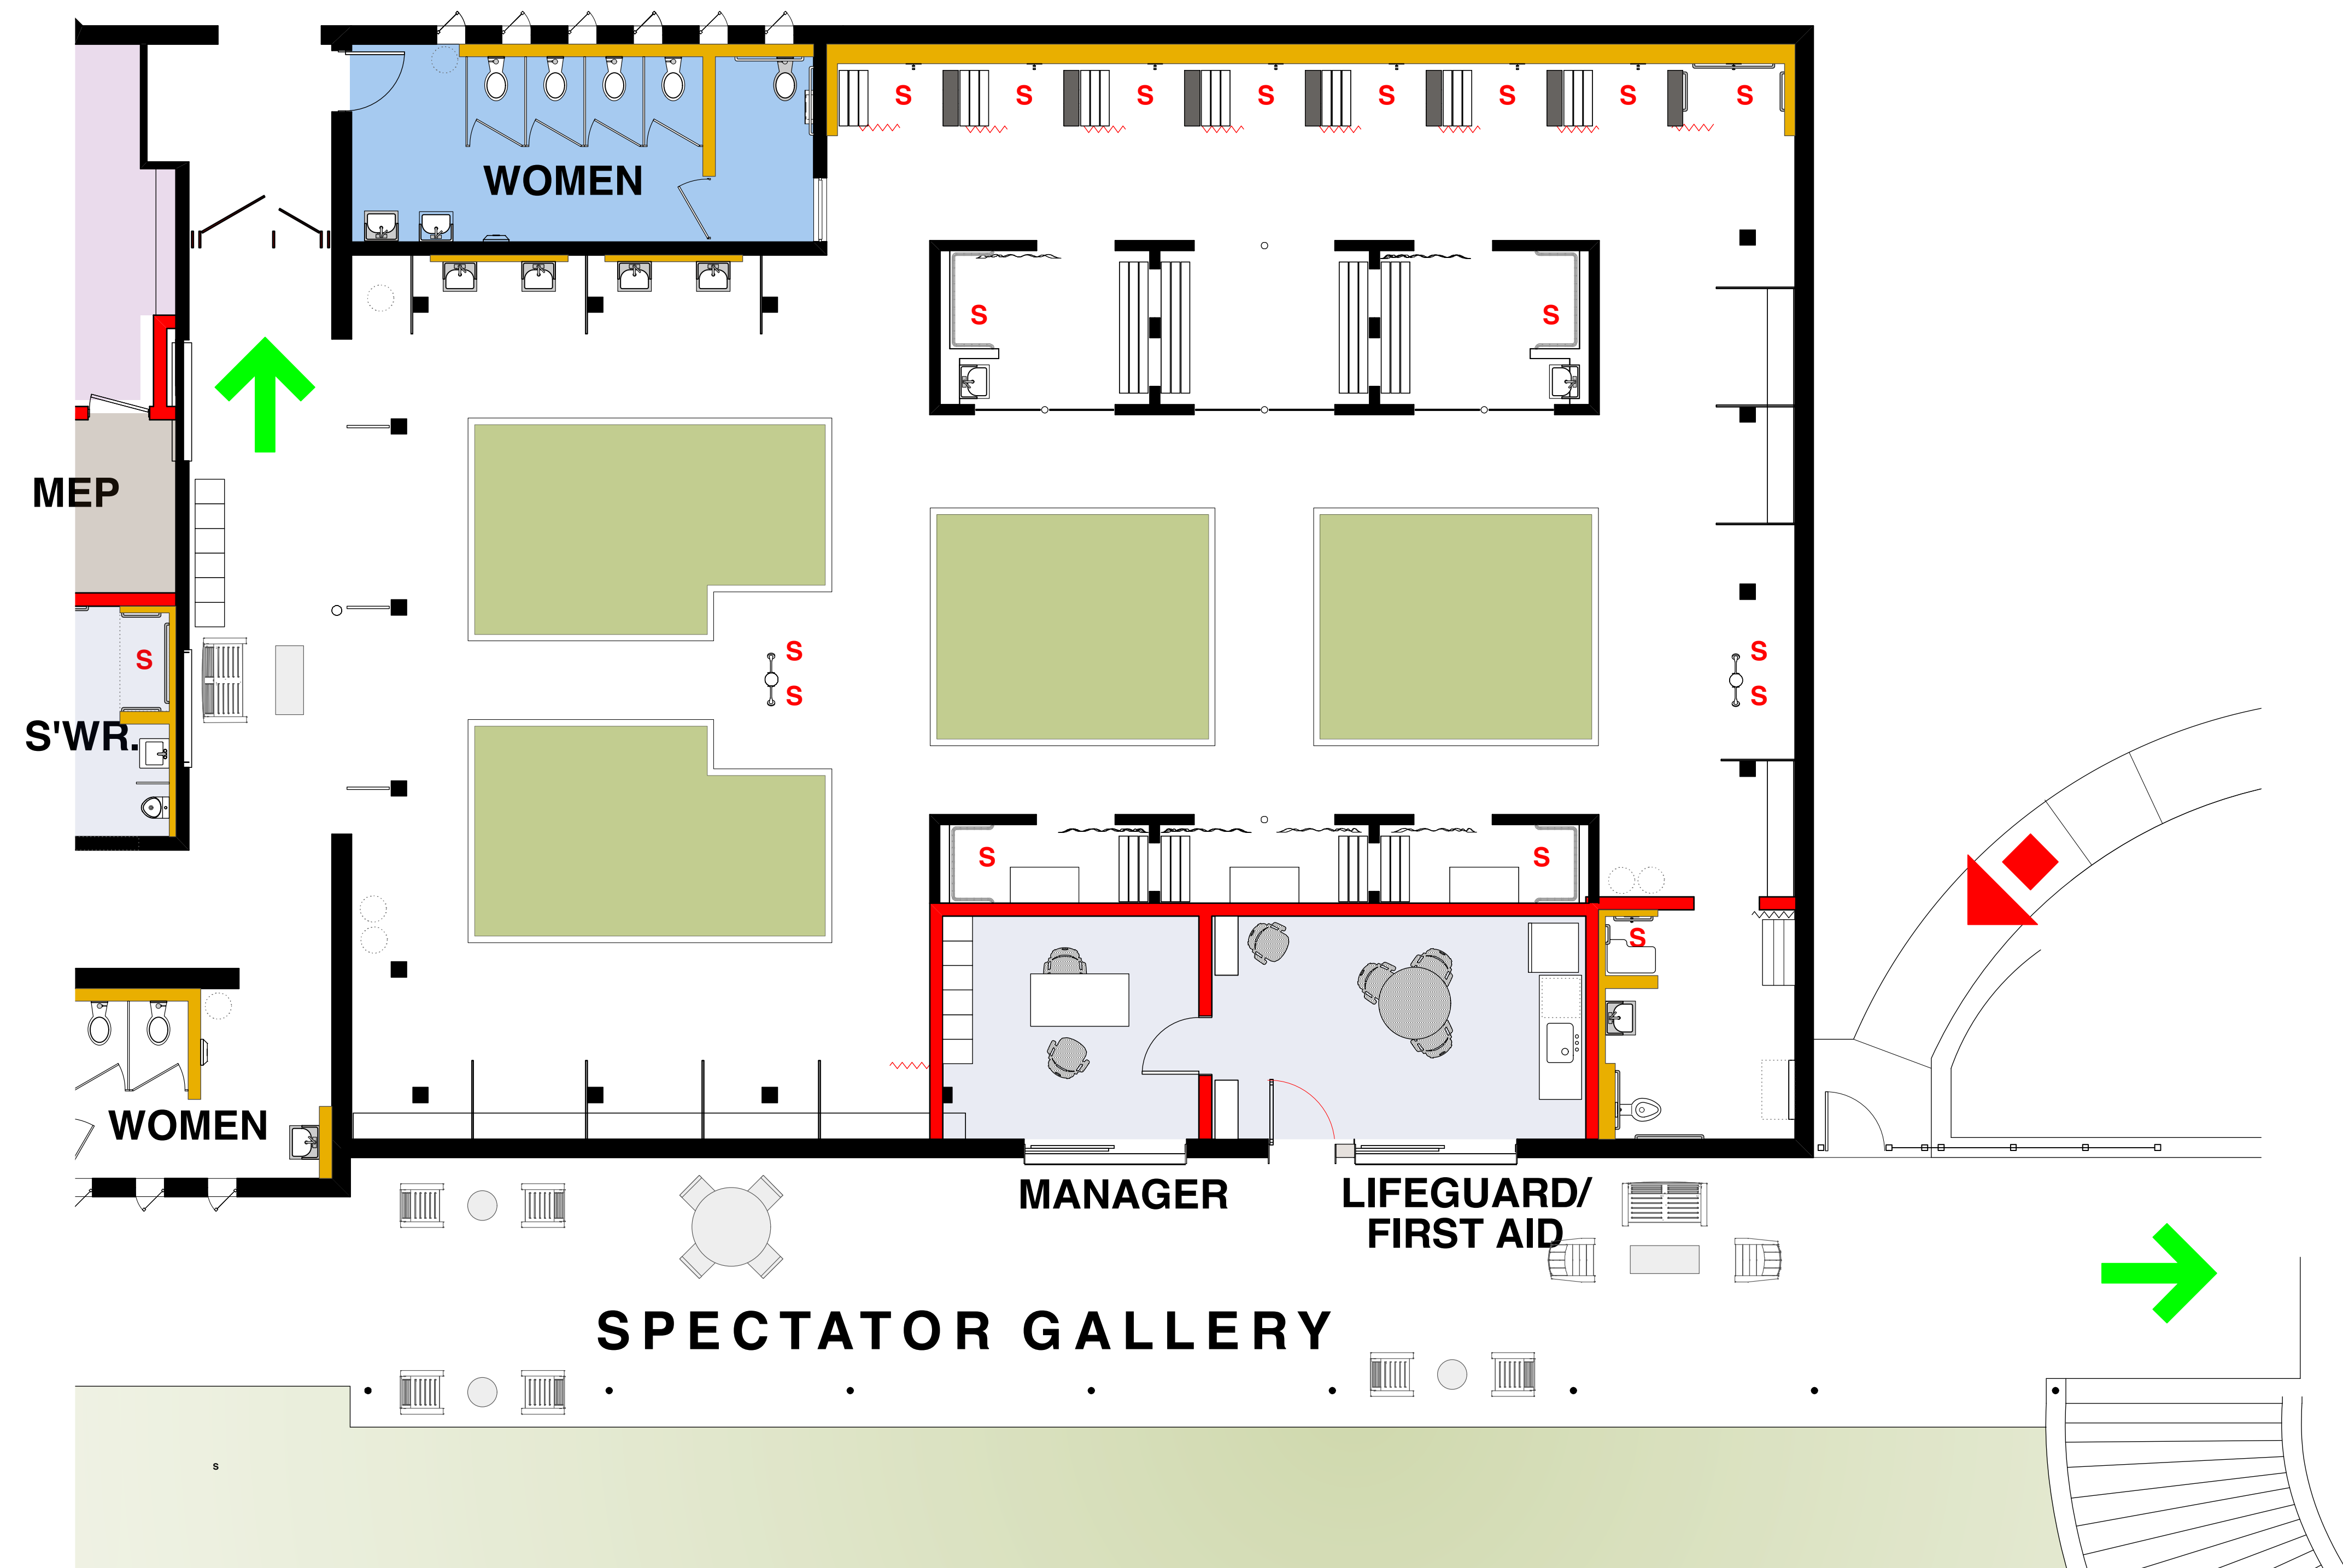 S S S S S S S S
WOMEN
S S
MEP
S S
S
S S
S'WR.
S S
S
WOMEN
MANAGER
LIFEGUARD/
FIRST AID
SPECTATOR GALLERY
S